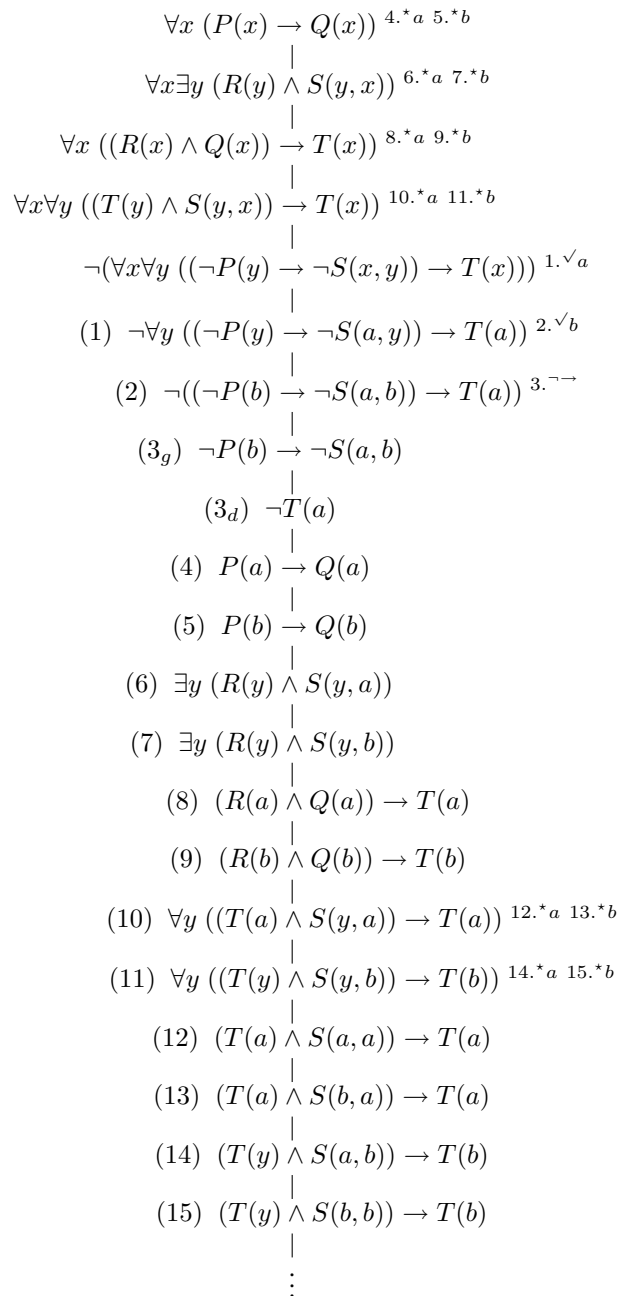 ∀x (P(x) → Q(x)) 4.⋆a 5.⋆b
∀x∃y (R(y) ∧ S(y, x)) 6.⋆a 7.⋆b
∀x ((R(x) ∧ Q(x)) → T(x)) 8.⋆a 9.⋆b
∀x∀y ((T(y) ∧ S(y, x)) → T(x)) 10.⋆a 11.⋆b
¬(∀x∀y ((¬P(y) → ¬S(x, y)) → T(x))) 1.√a
(1) ¬∀y ((¬P(y) → ¬S(a, y)) → T(a)) 2.√b
(2) ¬((¬P(b) → ¬S(a, b)) → T(a)) 3.¬→
(3g) ¬P(b) → ¬S(a, b)
(3d) ¬T(a)
(4) P(a) → Q(a)
(5) P(b) → Q(b)
(6) ∃y (R(y) ∧ S(y, a))
(7) ∃y (R(y) ∧ S(y, b))
(8) (R(a) ∧ Q(a)) → T(a)
(9) (R(b) ∧ Q(b)) → T(b)
(10) ∀y ((T(a) ∧ S(y, a)) → T(a)) 12.⋆a 13.⋆b
(11) ∀y ((T(y) ∧ S(y, b)) → T(b)) 14.⋆a 15.⋆b
(12) (T(a) ∧ S(a, a)) → T(a)
(13) (T(a) ∧ S(b, a)) → T(a)
(14) (T(y) ∧ S(a, b)) → T(b)
(15) (T(y) ∧ S(b, b)) → T(b)
⋮